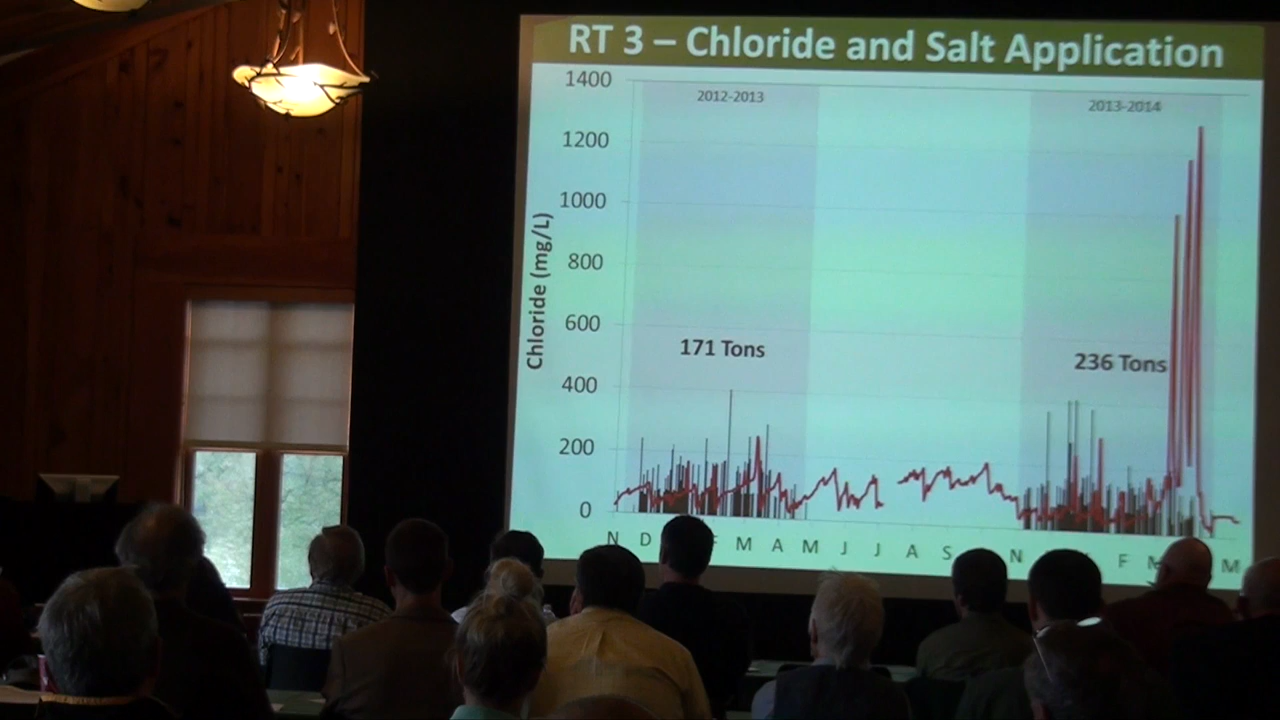 RT 3 – Chloride and Salt Application
1400
2012-2013
2013-2014
1200
1000
800
600
400
200
0
Chloride (mg/L)
171 Tons
236 Tons
N D F M A M J J A S N F M M